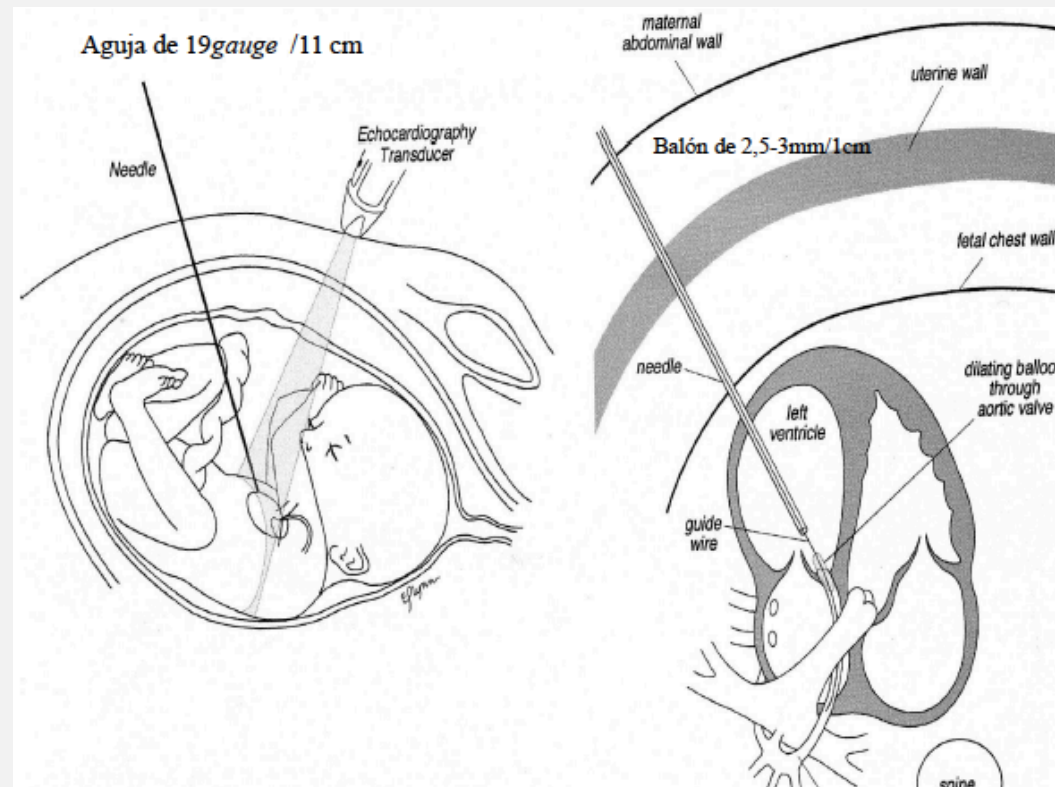 Aguja de 19gauge /11 cm
Needle
Echocardiography
Transducer
maternal
abdominal wall
uterine wall
Balón de 2,5-3mm/1cm
fetal chest wall
needle
left
ventricle
dilating balloo
through
aortic valve
guide
wire
spine